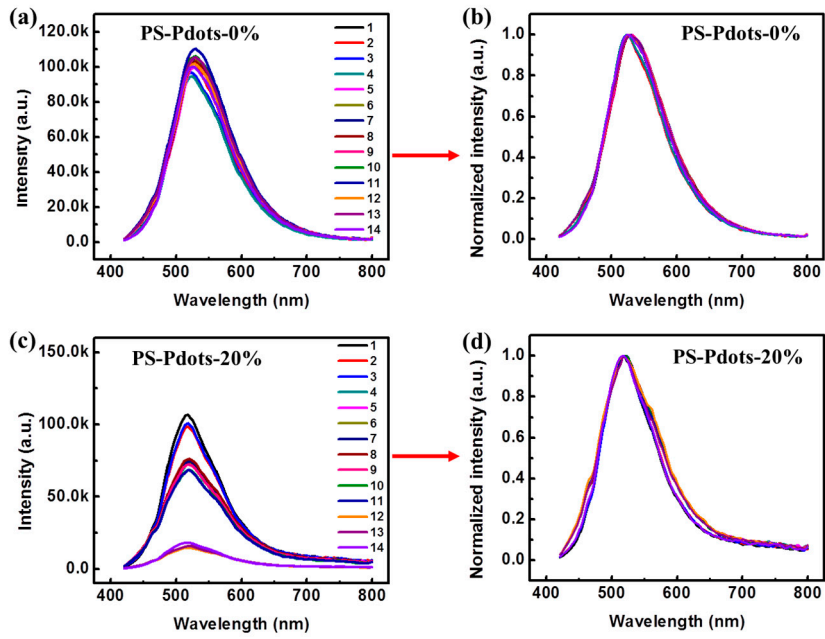 (a)
PS-Pdots-0%
120.0k
100.0k
80.0k
60.0k
40.0k
20.0k
0.0
Intensity (a.u.)
400 500 600 700 800
Wavelength (nm)
1
2
3
4
5
6
7
8
9
10
11
12
13
14
(b)
PS-Pdots-0%
1.0
0.8
0.6
0.4
0.2
0.0
Normalized intensity (a.u.)
400 500 600 700 800
Wavelength (nm)
(c)
PS-Pdots-20%
150.0k
100.0k
50.0k
0.0
Intensity (a.u.)
400 500 600 700 800
Wavelength (nm)
1
2
3
4
5
6
7
8
9
10
11
12
13
14
(d)
PS-Pdots-20%
1.0
0.8
0.6
0.4
0.2
0.0
Normalized intensity (a.u.)
400 500 600 700 800
Wavelength (nm)